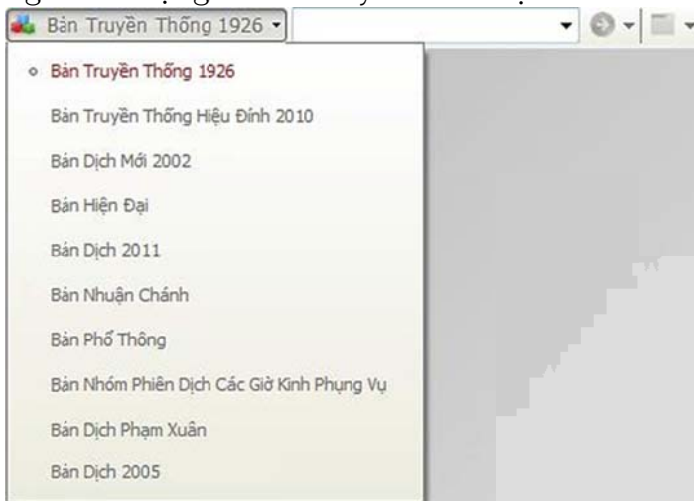 Bản Truyền Thống 1926
Bản Truyền Thống 1926
Bản Truyền Thống Hiệu Đính 2010
Bản Dịch Mới 2002
Bản Hiện Đại
Bản Dịch 2011
Bản Nhuận Chánh
Bản Phổ Thông
Bản Nhóm Phiên Dịch Các Giờ Kinh Phụng Vụ
Bản Dịch Phạm Xuân
Bản Dịch 2005